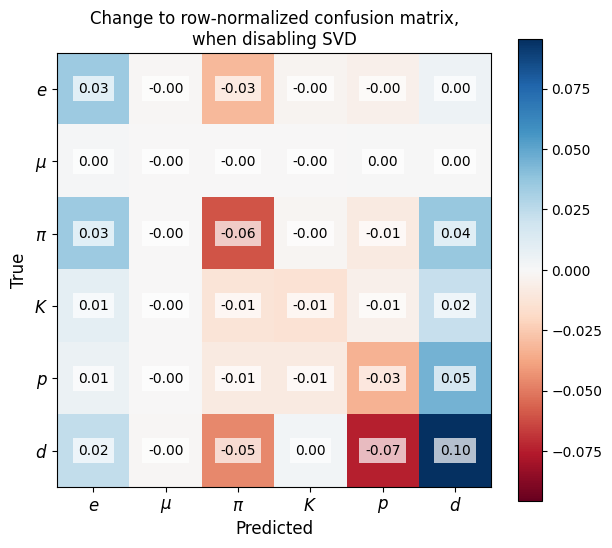 Change to row-normalized confusion matrix,
when disabling SVD
e 0.03 -0.00 -0.03 -0.00 -0.00 0.00
μ 0.00 -0.00 -0.00 -0.00 0.00 0.00
π 0.03 -0.00 -0.06 -0.00 -0.01 0.04
K 0.01 -0.00 -0.01 -0.01 -0.01 0.02
p 0.01 -0.00 -0.01 -0.01 -0.03 0.05
d 0.02 -0.00 -0.05 0.00 -0.07 0.10
e μ π K p d
Predicted
True
0.075
0.050
0.025
0.000
−0.025
−0.050
−0.075